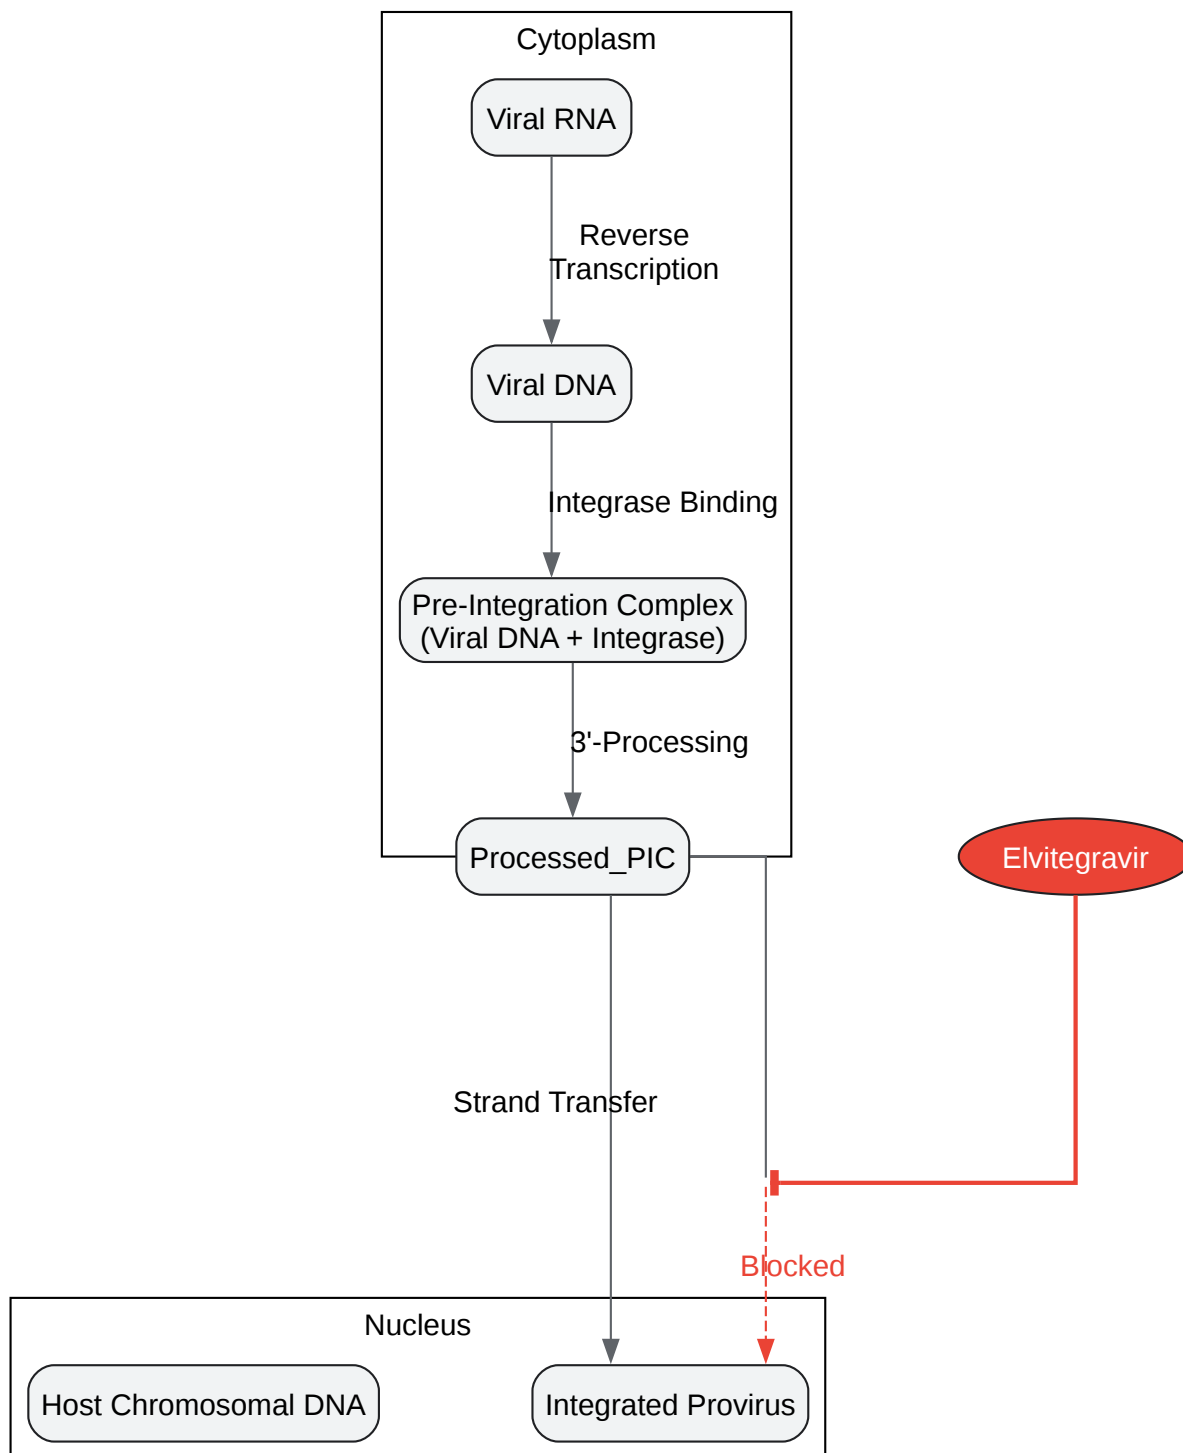 Cytoplasm
Viral RNA
Reverse
Transcription
Viral DNA
Integrase Binding
Pre-Integration Complex
(Viral DNA + Integrase)
3'-Processing
Processed_PIC
Elvitegravir
Strand Transfer
Blocked
Nucleus
Host Chromosomal DNA
Integrated Provirus